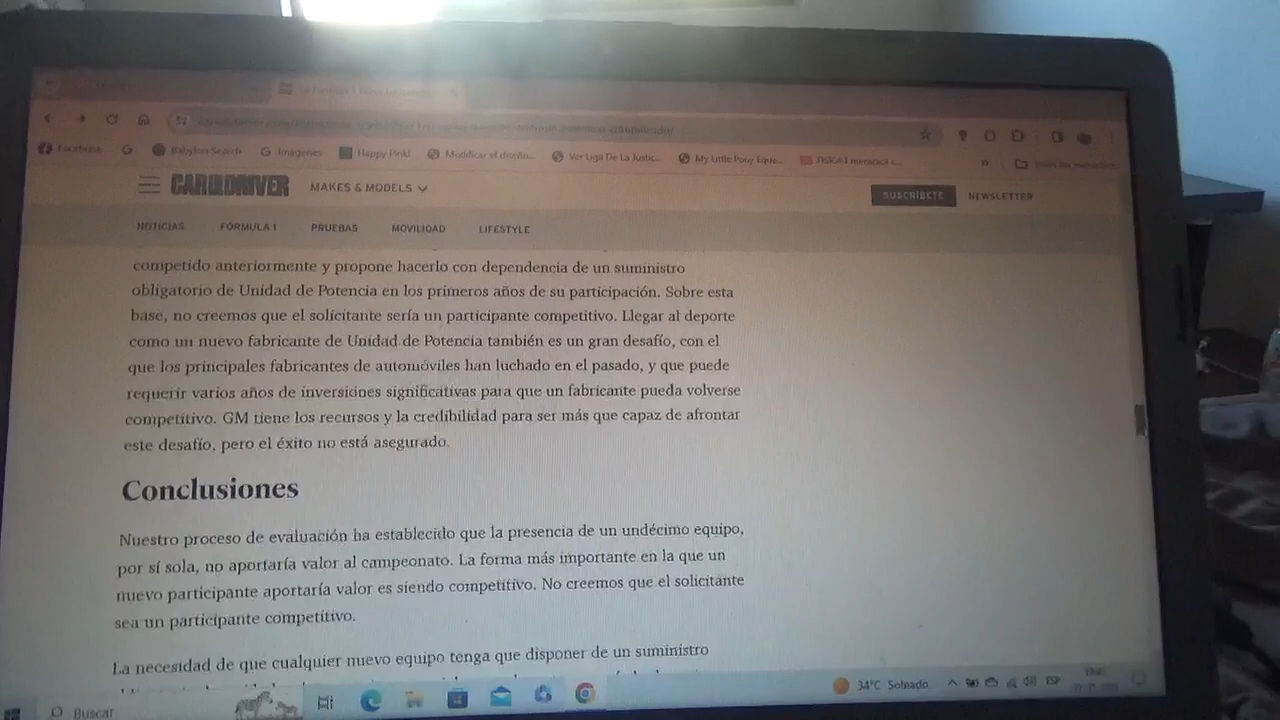 Facebook
G
Babylon Search
G Imágenes
Happy Pink!
Modificar el diseño...
Ver Liga De La Justic...
My Little Pony Eque...
»
CAR AND DRIVER
MAKES & MODELS
SUSCRÍBETE
NEWSLETTER
NOTICIAS
FÓRMULA 1
PRUEBAS
MOVILIDAD
LIFESTYLE
competido anteriormente y propone hacerlo con dependencia de un suministro
obligatorio de Unidad de Potencia en los primeros años de su participación. Sobre esta
base, no creemos que el solicitante sería un participante competitivo. Llegar al deporte
como un nuevo fabricante de Unidad de Potencia también es un gran desafío, con el
que los principales fabricantes de automóviles han luchado en el pasado, y que puede
requerir varios años de inversiones significativas para que un fabricante pueda volverse
competitivo. GM tiene los recursos y la credibilidad para ser más que capaz de afrontar
este desafío, pero el éxito no está asegurado.
Conclusiones
Nuestro proceso de evaluación ha establecido que la presencia de un undécimo equipo,
por sí sola, no aportaría valor al campeonato. La forma más importante en la que un
nuevo participante aportaría valor es siendo competitivo. No creemos que el solicitante
sea un participante competitivo.
La necesidad de que cualquier nuevo equipo tenga que disponer de un suministro
Buscar
34°C Soleado
ESP